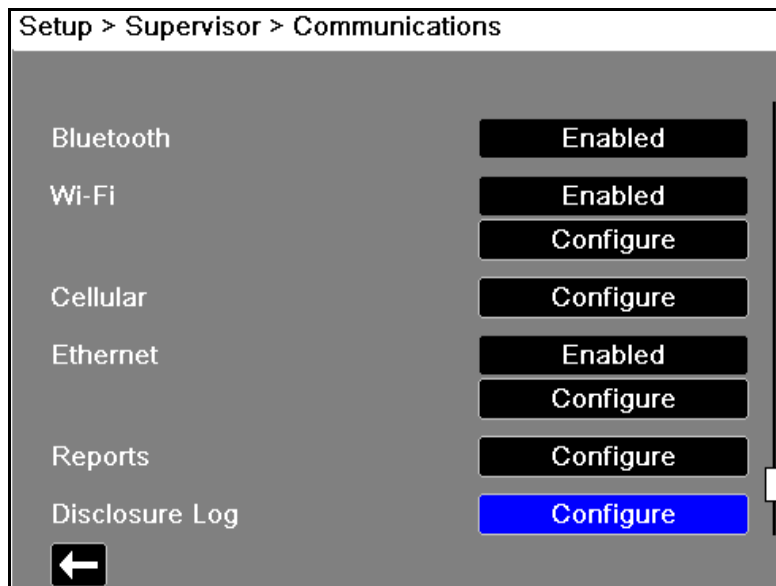 Setup > Supervisor > Communications
Bluetooth Enabled
Wi-Fi Enabled
Configure
Cellular Configure
Ethernet Enabled
Configure
Reports Configure
Disclosure Log Configure